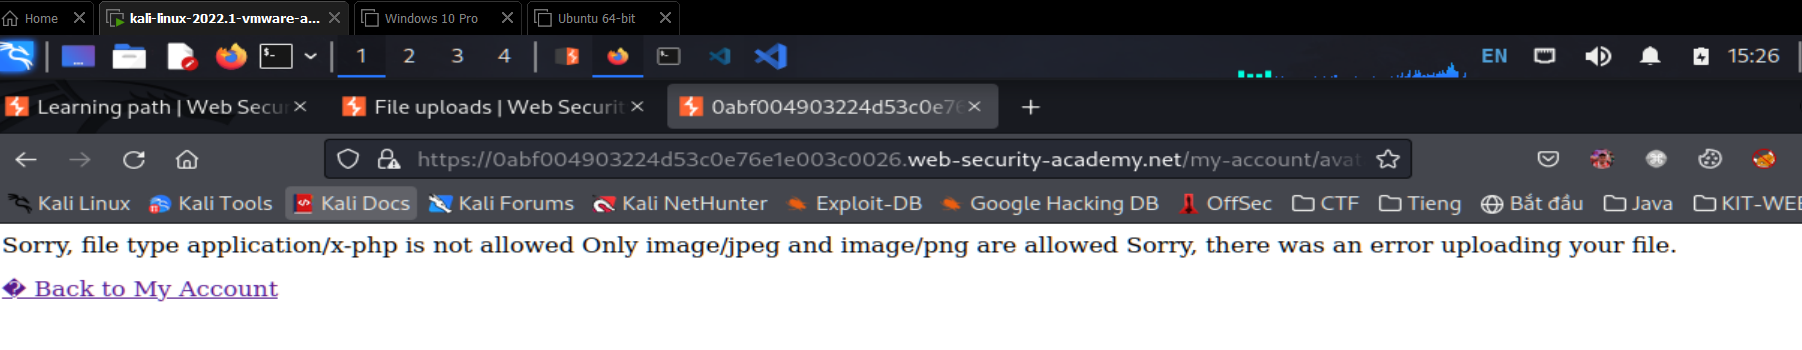 Home kali-linux-2022.1-vmware-a... Windows 10 Pro Ubuntu 64-bit
1 2 3 4 EN 15:26
Learning path | Web Secur File uploads | Web Securit 0abf004903224d53c0e76
https://0abf004903224d53c0e76e1e003c0026.web-security-academy.net/my-account/avat
Kali Linux Kali Tools Kali Docs Kali Forums Kali NetHunter Exploit-DB Google Hacking DB OffSec CTF Tieng Bắt đầu Java KIT-WEB
Sorry, file type application/x-php is not allowed Only image/jpeg and image/png are allowed Sorry, there was an error uploading your file.
� Back to My Account